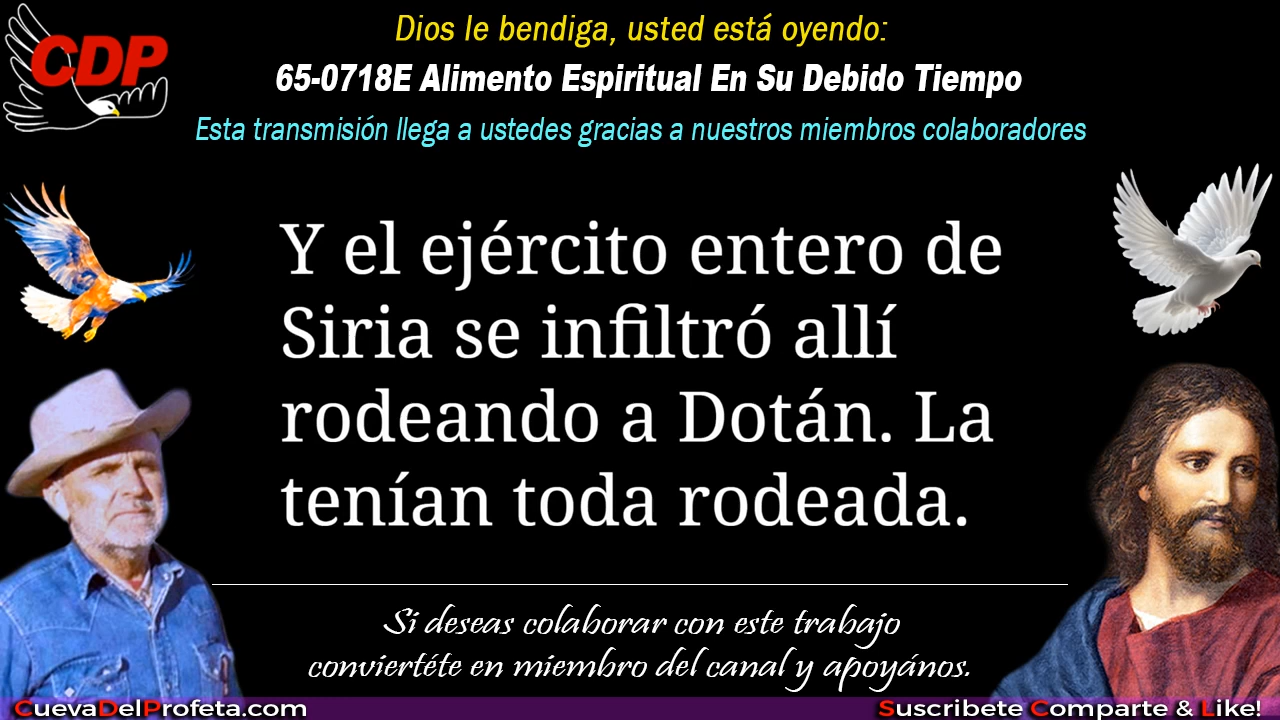 CDP
Dios le bendiga, usted está oyendo:
65-0718E Alimento Espiritual En Su Debido Tiempo
Esta transmisión llega a ustedes gracias a nuestros miembros colaboradores
Y el ejército entero de
Siria se infiltró allí
rodeando a Dotán. La
tenían toda rodeada.
Si deseas colaborar con este trabajo
conviertéte en miembro del canal y apoyános.
CuevaDelProfeta.com
Suscribete Comparte & Like!